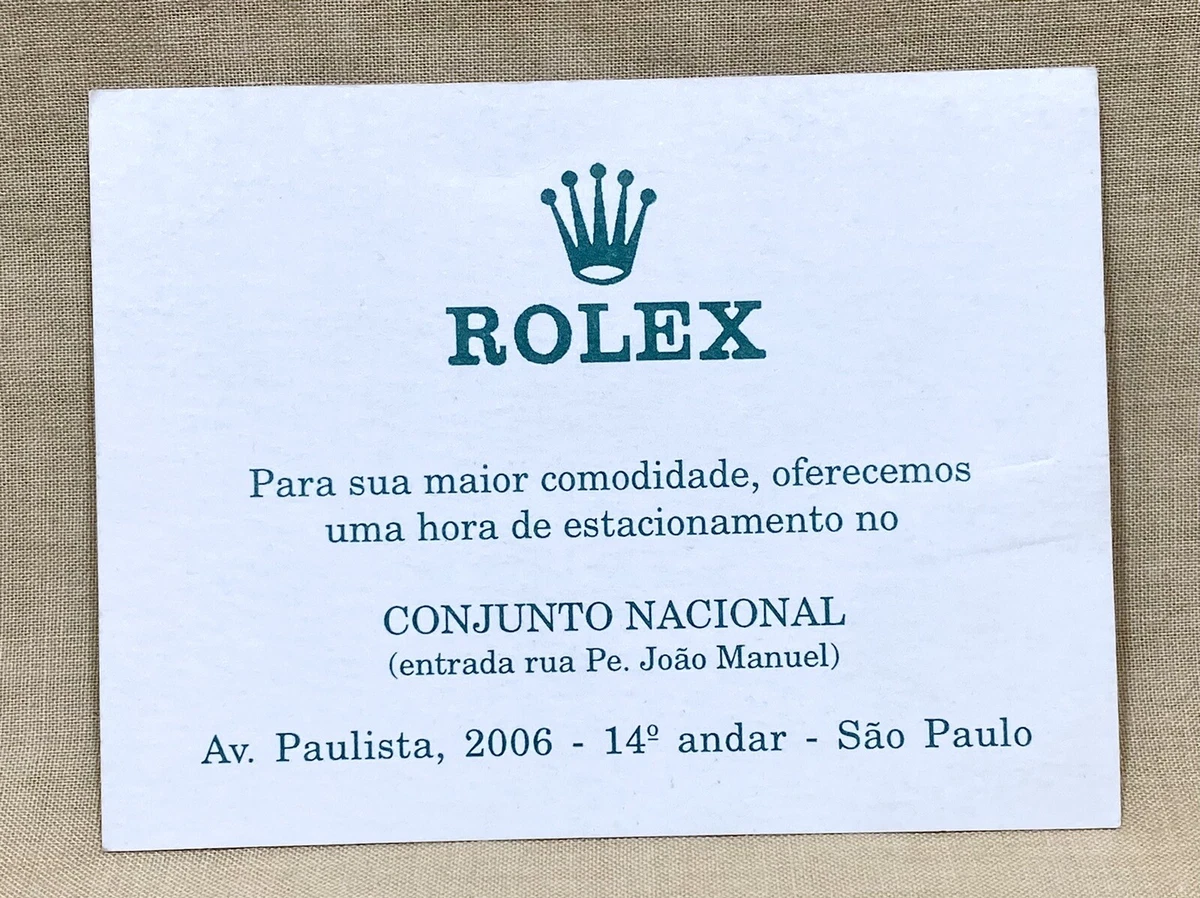 ROLEX
Para sua maior comodidade, oferecemos
uma hora de estacionamento no
CONJUNTO NACIONAL
(entrada rua Pe. João Manuel)
Av. Paulista, 2006 - 14º andar - São Paulo